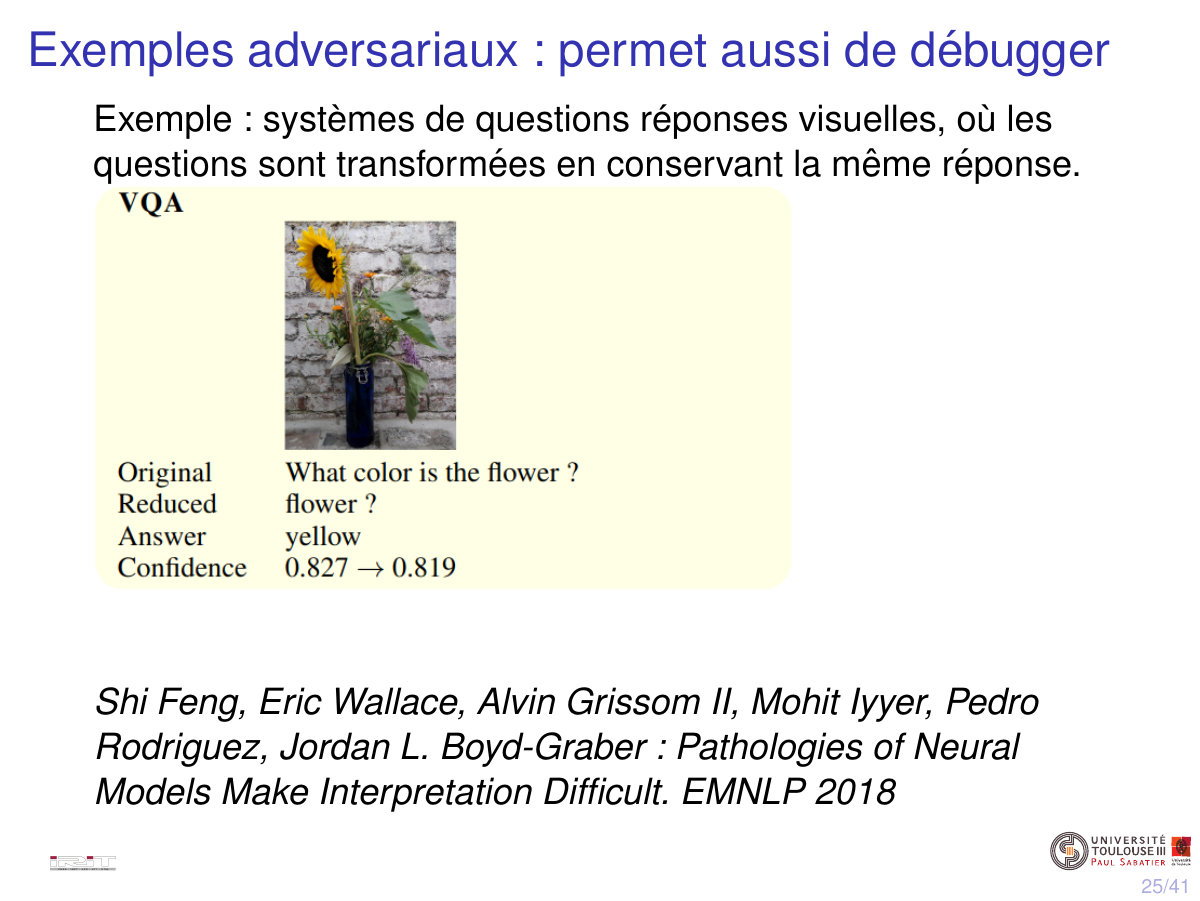 Exemples adversariaux : permet aussi de débugger
Exemple : systèmes de questions réponses visuelles, où les
questions sont transformées en conservant la même réponse.
VQA
Original What color is the flower ?
Reduced flower ?
Answer yellow
Confidence 0.827 → 0.819
Shi Feng, Eric Wallace, Alvin Grissom II, Mohit Iyyer, Pedro
Rodriguez, Jordan L. Boyd-Graber : Pathologies of Neural
Models Make Interpretation Difficult. EMNLP 2018
IRIT
UNIVERSITÉ
TOULOUSE III
PAUL SABATIER
25/41